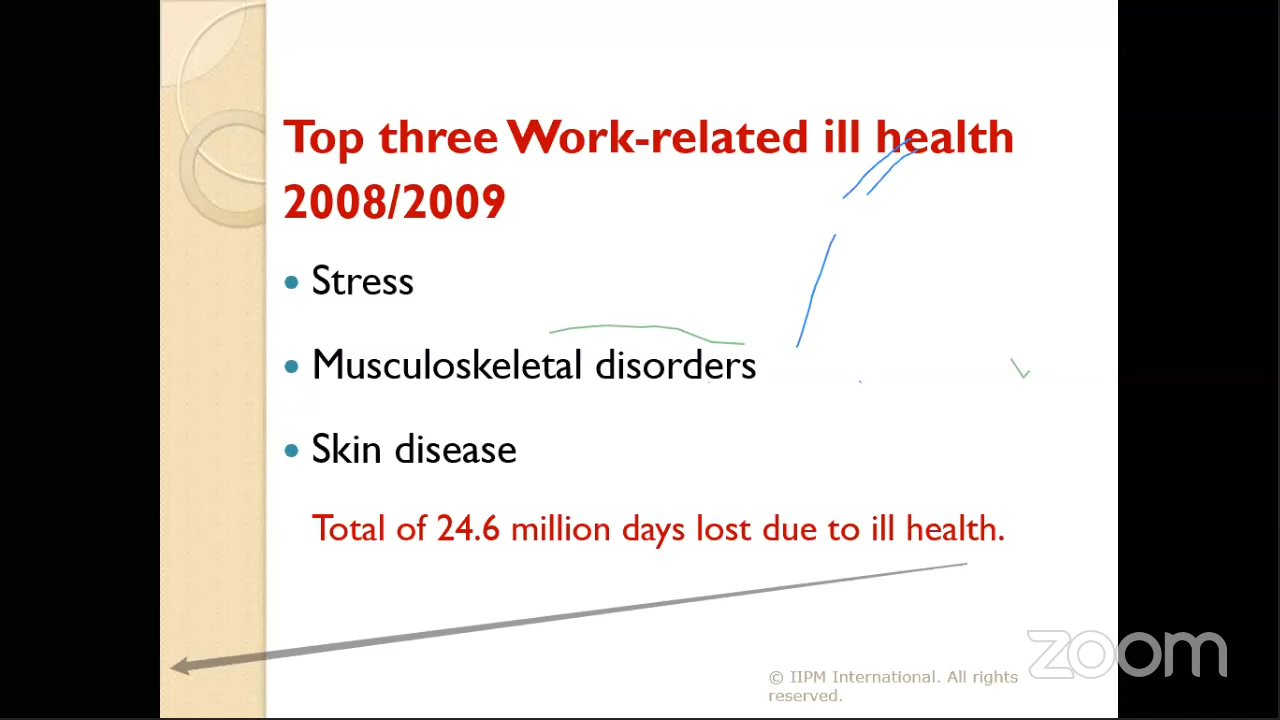 Top three Work-related ill health
2008/2009
• Stress
• Musculoskeletal disorders
• Skin disease
Total of 24.6 million days lost due to ill health.
zoom
© IIPM International. All rights
reserved.